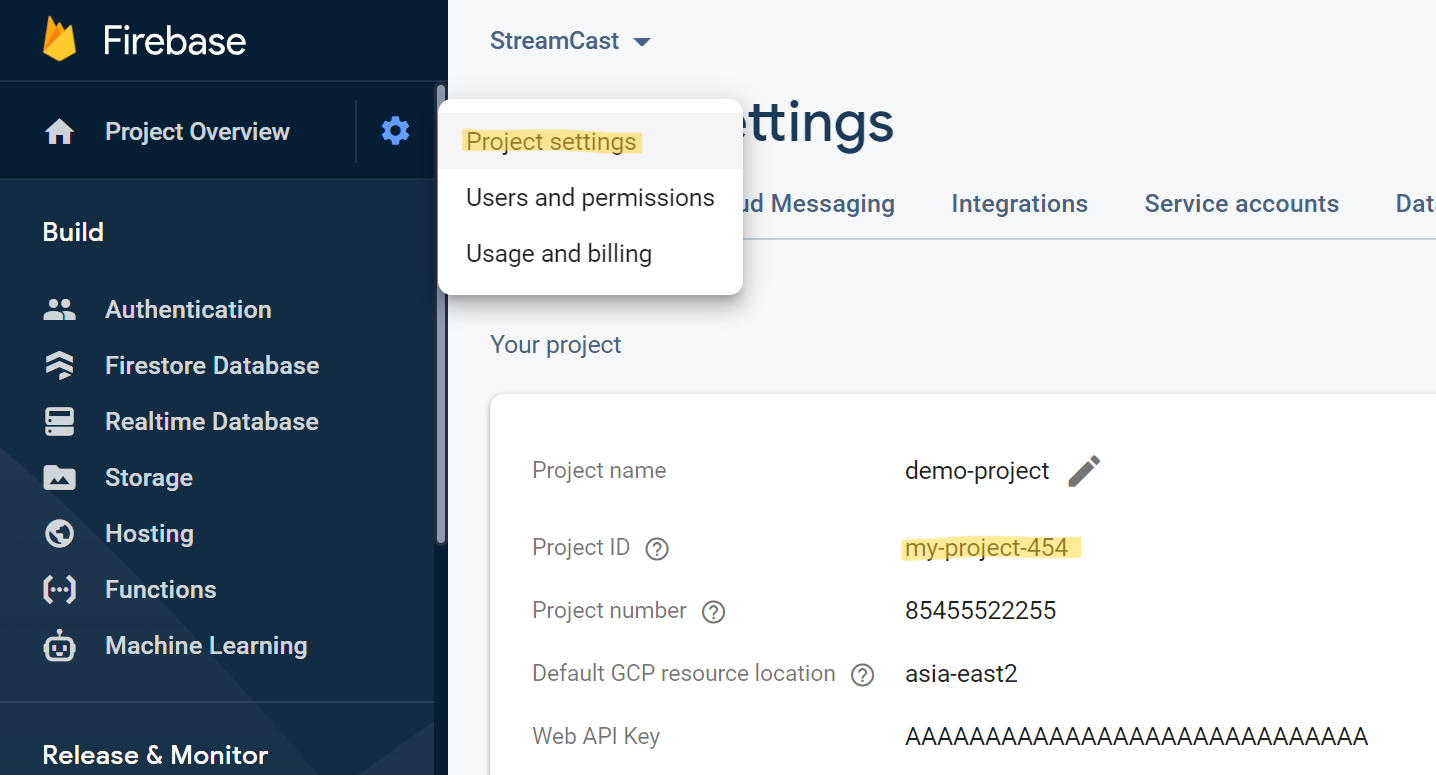 Firebase
Project Overview
Build
Authentication
Firestore Database
Realtime Database
Storage
Hosting
Functions
Machine Learning
Release & Monitor
StreamCast
Project settings
Users and permissions
Usage and billing
ettings
ud Messaging
Integrations
Service accounts
Dat
Your project
Project name demo-project
Project ID my-project-454
Project number 85455522255
Default GCP resource location asia-east2
Web API Key AAAAAAAAAAAAAAAAAAAAAAAAAAAAA